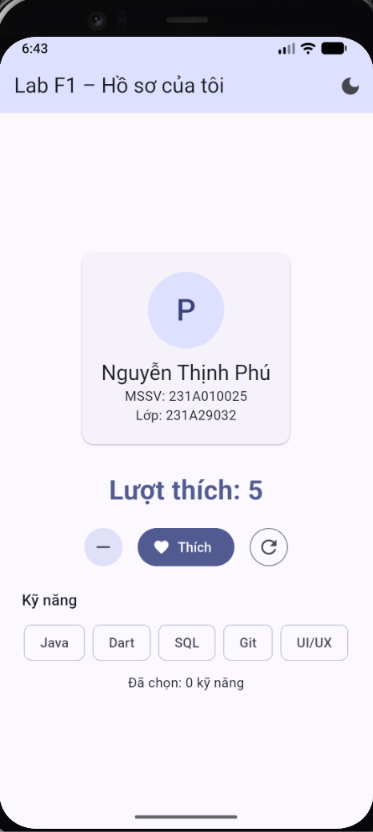 6:43
Lab F1 – Hồ sơ của tôi
P
Nguyễn Thịnh Phú
MSSV: 231A010025
Lớp: 231A29032
Lượt thích: 5
Thích
Kỹ năng
Java Dart SQL Git UI/UX
Đã chọn: 0 kỹ năng